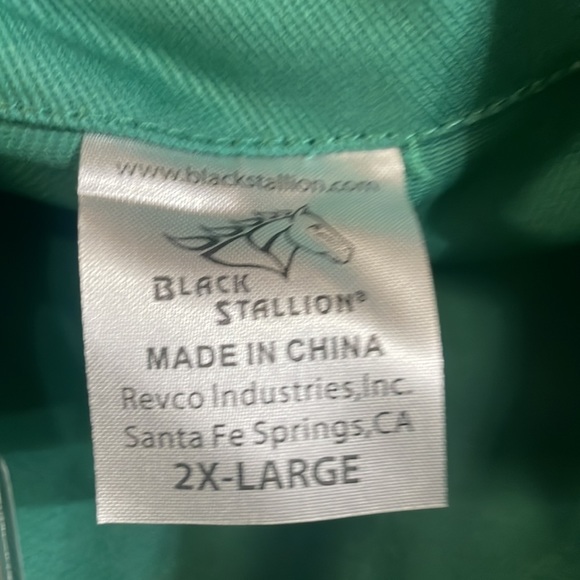 www.blackstallion.com
BLACK
STALLION®
MADE IN CHINA
Revco Industries,Inc.
Santa Fe Springs,CA
2X-LARGE